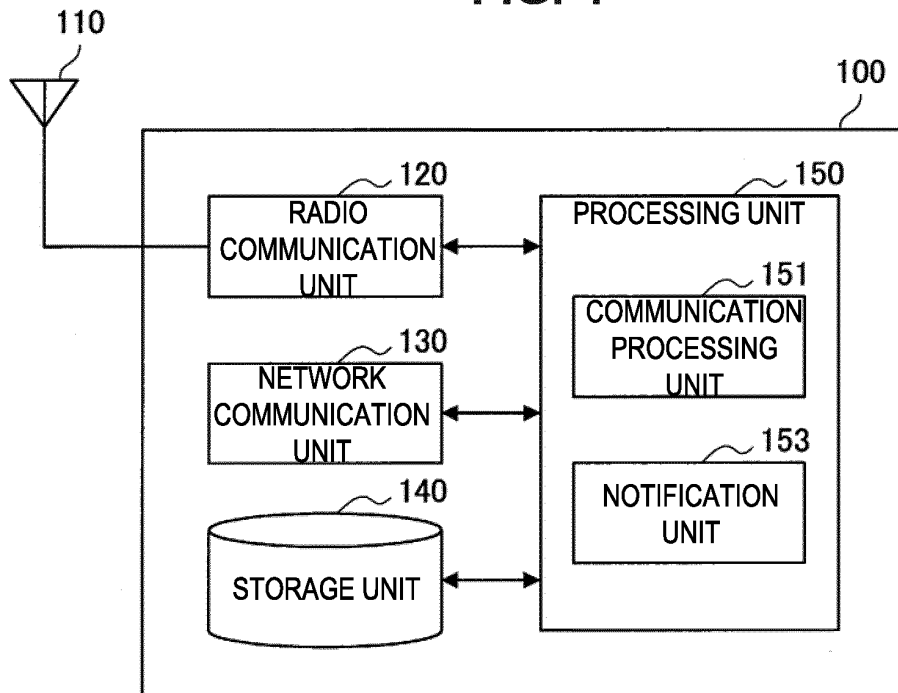 110
100
120
RADIO
COMMUNICATION
UNIT
150
PROCESSING UNIT
151
COMMUNICATION
PROCESSING
UNIT
130
NETWORK
COMMUNICATION
UNIT
153
NOTIFICATION
UNIT
140
STORAGE UNIT